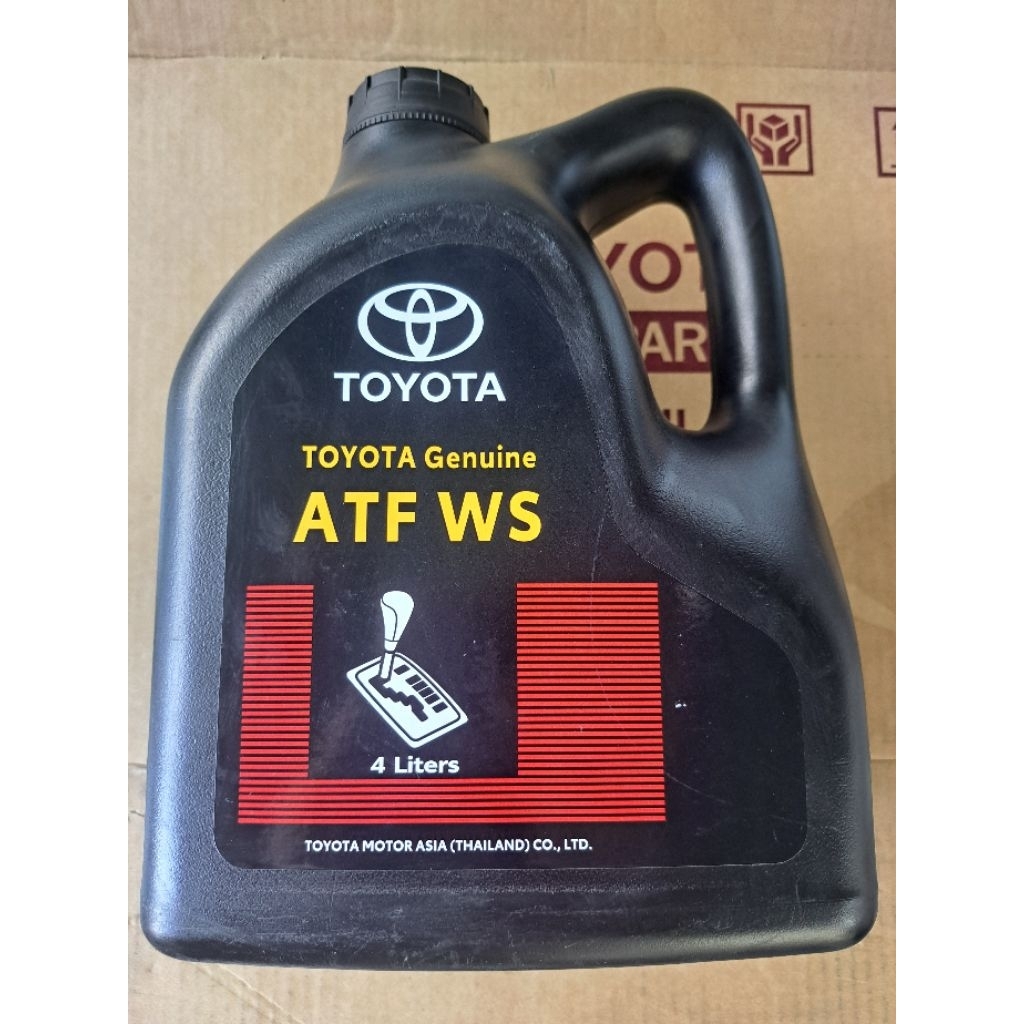 TOYOTA
TOYOTA Genuine
ATF WS
4 Liters
TOYOTA MOTOR ASIA (THAILAND) CO., LTD.